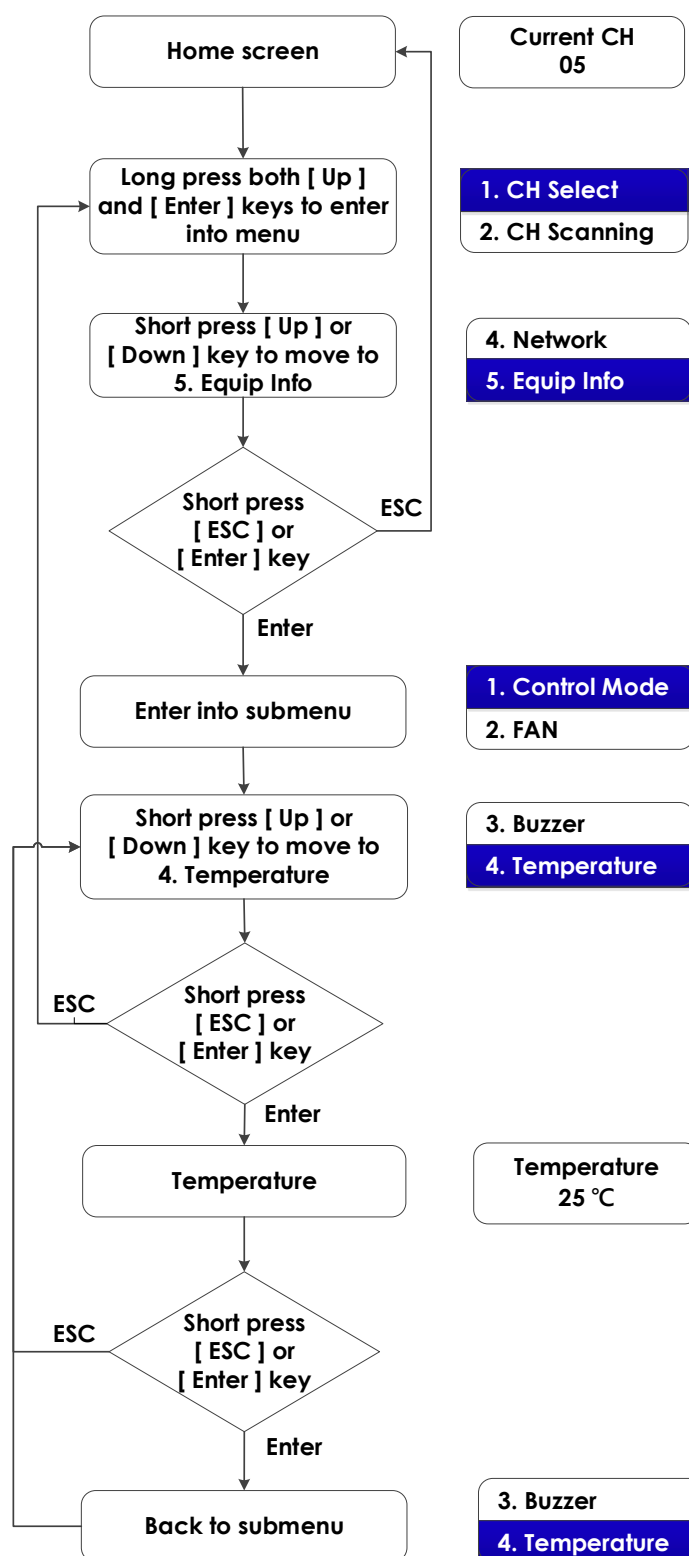 Home screen
Current CH
05
Long press both [ Up ]
and [ Enter ] keys to enter
into menu
1. CH Select
2. CH Scanning
Short press [ Up ] or
[ Down ] key to move to
5. Equip Info
4. Network
5. Equip Info
Short press
[ ESC ] or
[ Enter ] key
ESC
Enter
Enter into submenu
1. Control Mode
2. FAN
Short press [ Up ] or
[ Down ] key to move to
4. Temperature
3. Buzzer
4. Temperature
ESC
Short press
[ ESC ] or
[ Enter ] key
Enter
Temperature
Temperature
25 ℃
ESC
Short press
[ ESC ] or
[ Enter ] key
Enter
Back to submenu
3. Buzzer
4. Temperature